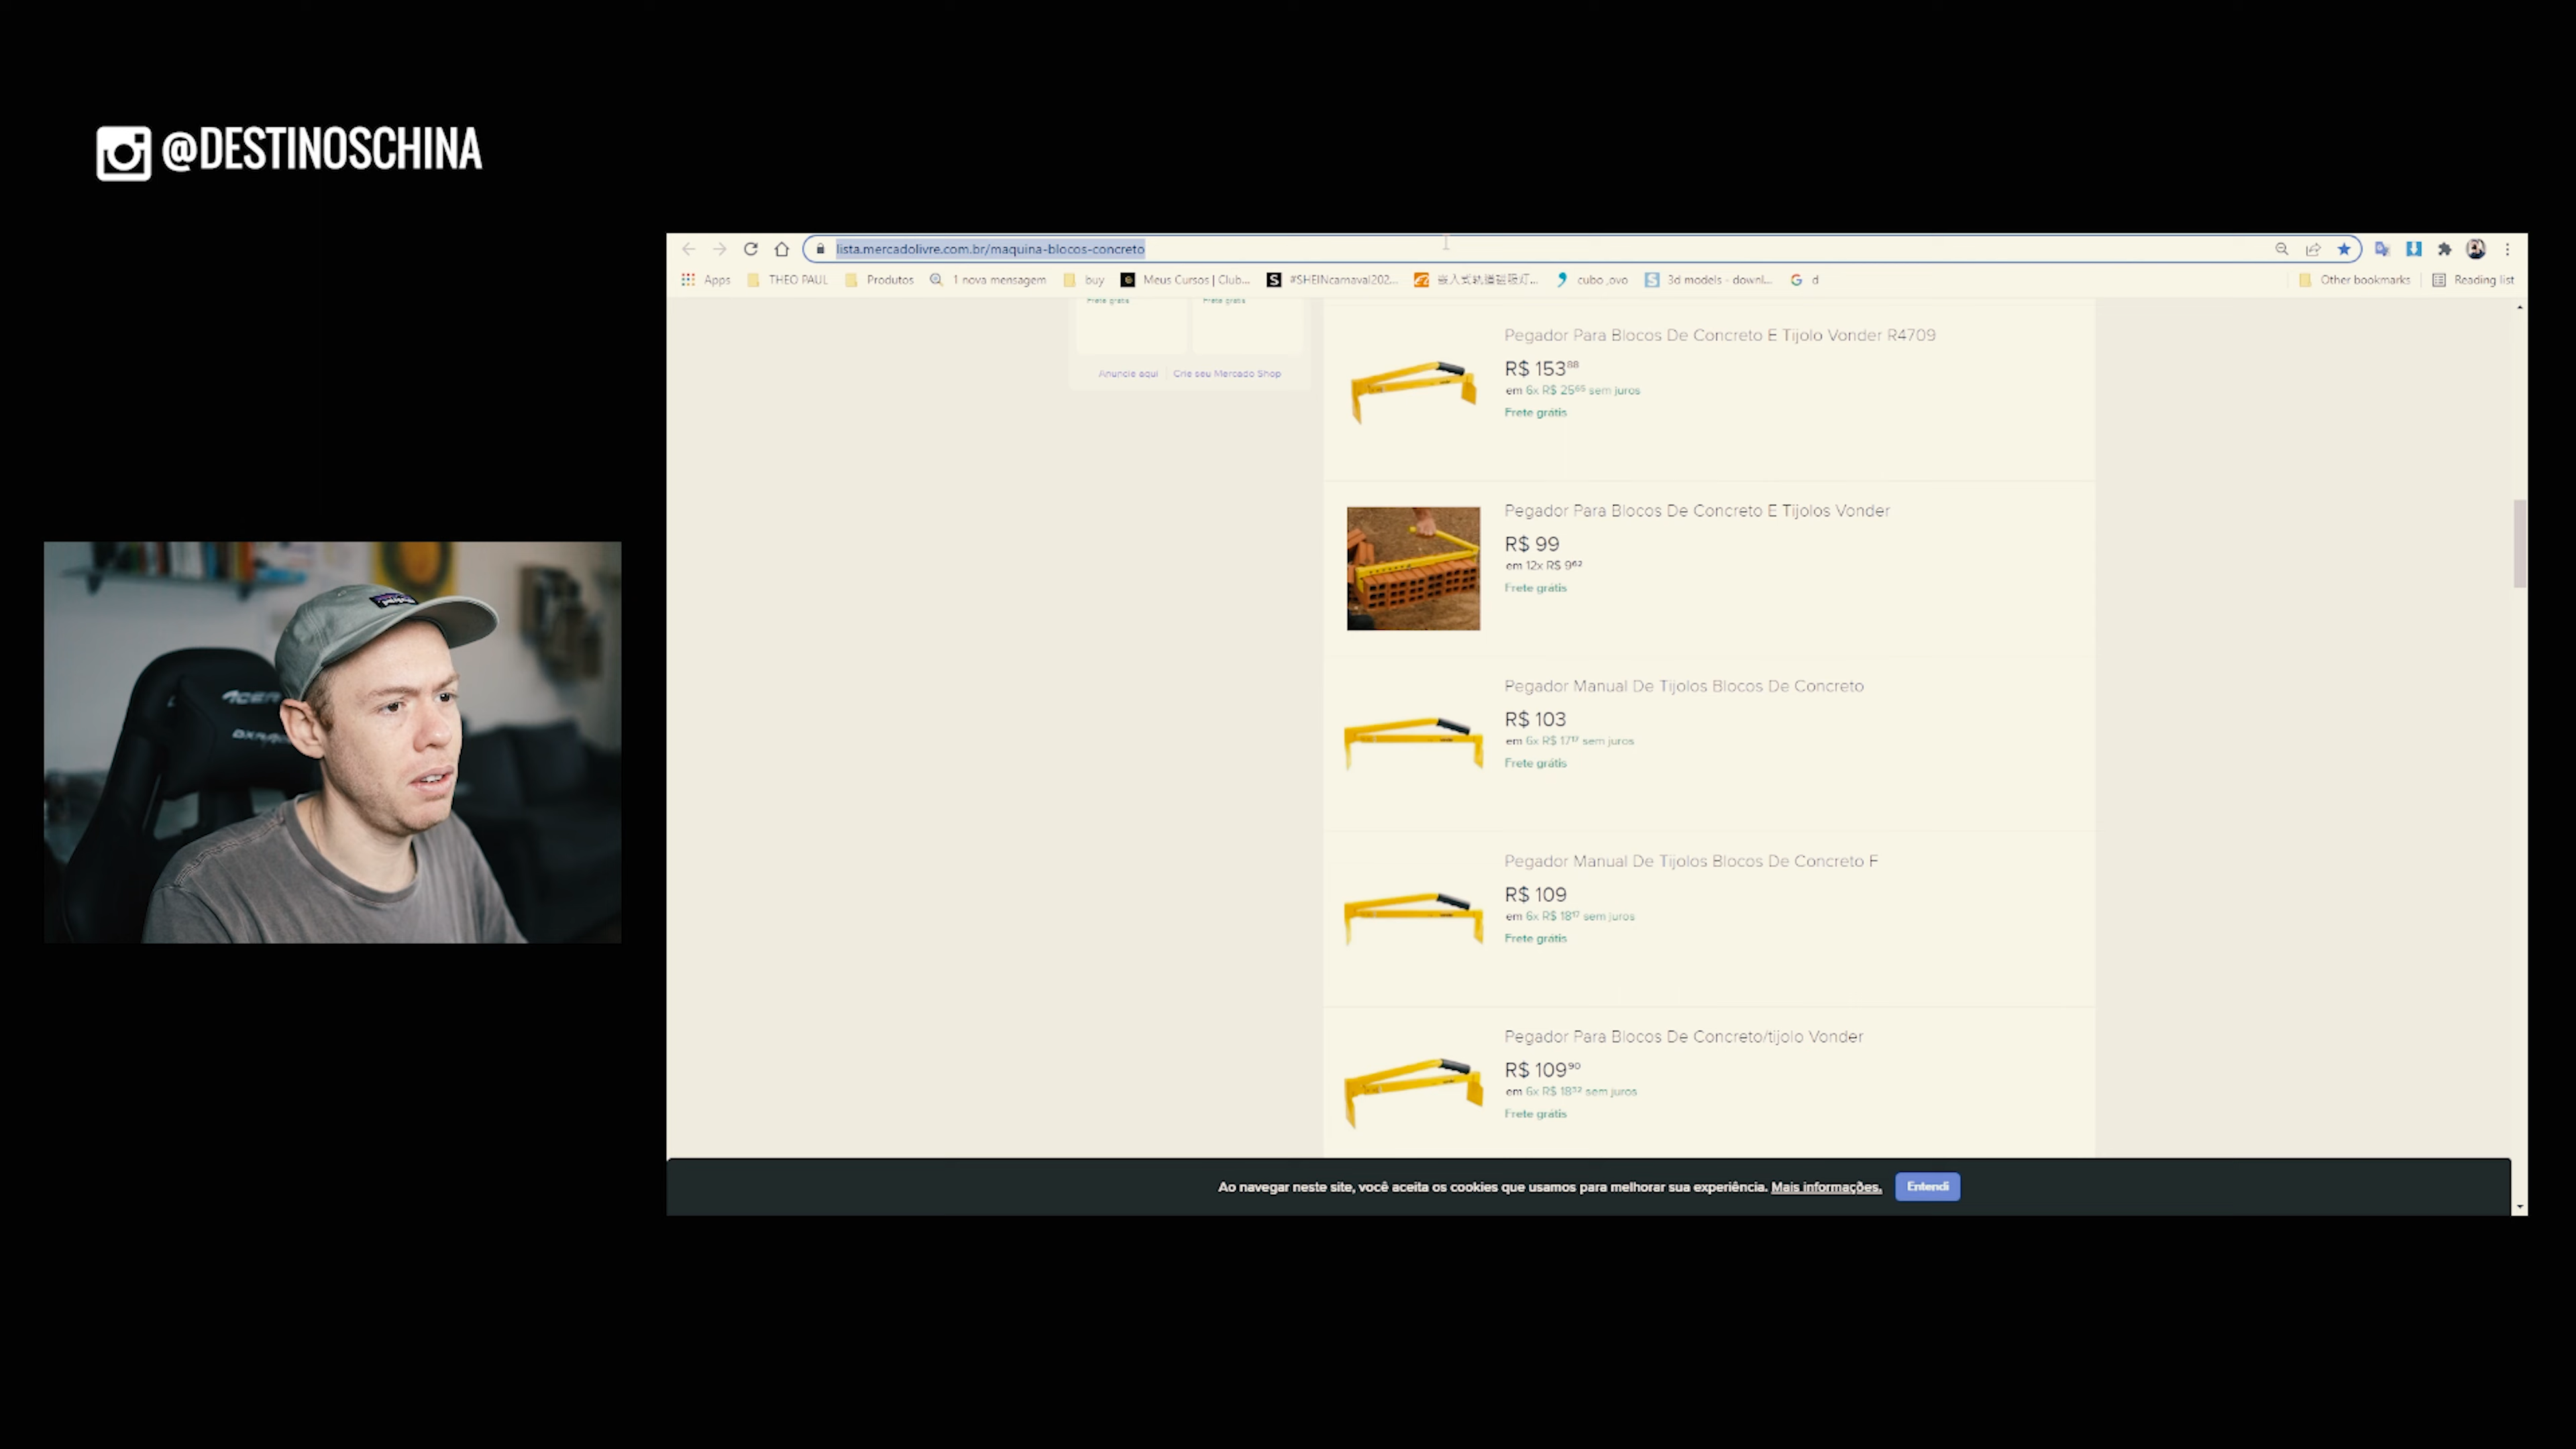 @DESTINOSCHINA
lista.mercadolivre.com.br/maquina-blocos-concreto
Apps THEO PAUL Produtos 1 nova mensagem buy Meus Cursos | Club... #SHEINcarnaval202... cubo ,ovo 3d models - downl... d Other bookmarks Reading list
Frete grátis Frete grátis
Anuncie aqui Crie seu Mercado Shop
Pegador Para Blocos De Concreto E Tijolo Vonder R4709
R$ 153 88
em 6x R$ 25 65 sem juros
Frete grátis
Pegador Para Blocos De Concreto E Tijolos Vonder
R$ 99
em 12x R$ 9 62
Frete grátis
Pegador Manual De Tijolos Blocos De Concreto
R$ 103
em 6x R$ 17 17 sem juros
Frete grátis
Pegador Manual De Tijolos Blocos De Concreto F
R$ 109
em 6x R$ 18 17 sem juros
Frete grátis
Pegador Para Blocos De Concreto/tijolo Vonder
R$ 109 90
em 6x R$ 18 32 sem juros
Frete grátis
Ao navegar neste site, você aceita os cookies que usamos para melhorar sua experiência. Mais informações. Entendi
ACER